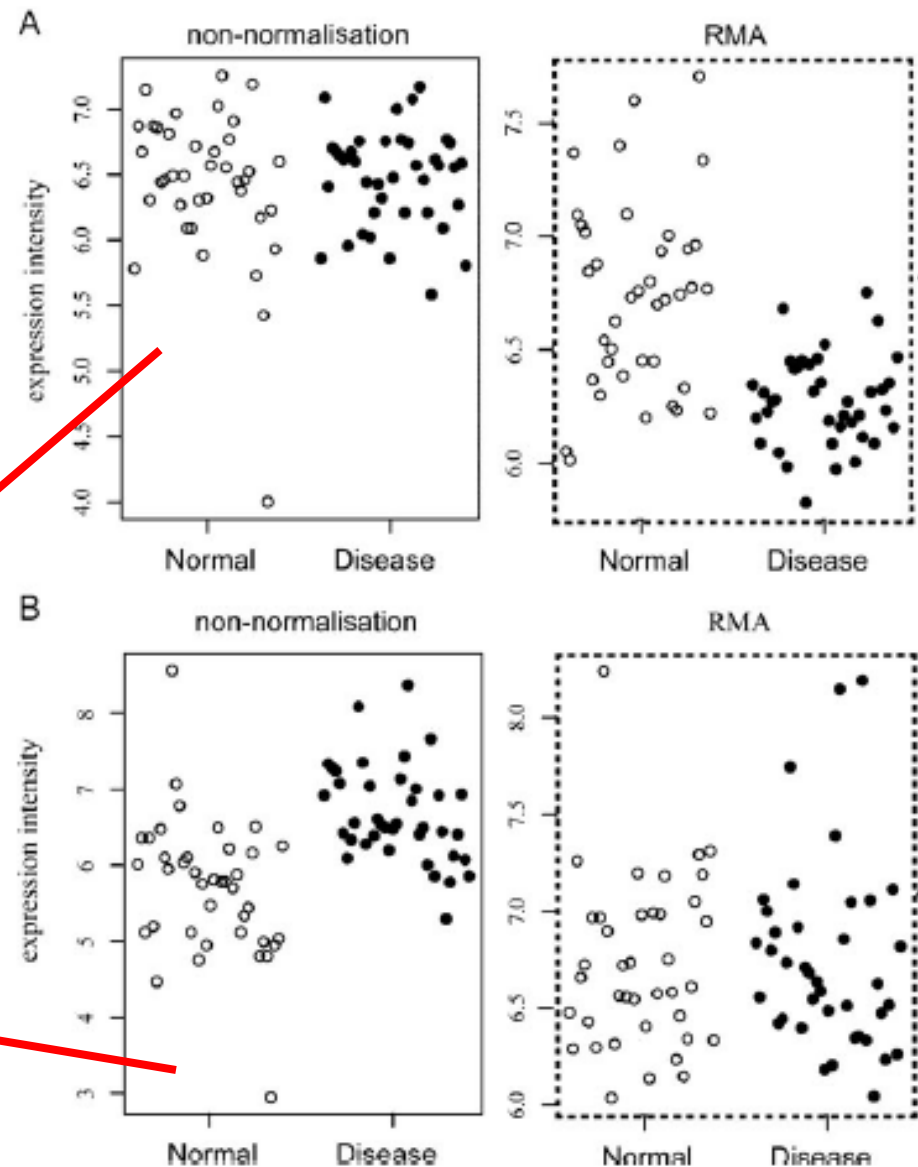 A
non-normalisation
RMA
expression intensity
7.0
6.5
6.0
5.5
5.0
4.5
4.0
7.5
7.0
6.5
6.0
Normal
Disease
Normal
Disease
B
non-normalisation
RMA
expression intensity
8
7
6
5
4
3
8.0
7.5
7.0
6.5
6.0
Normal
Disease
Normal
Disease